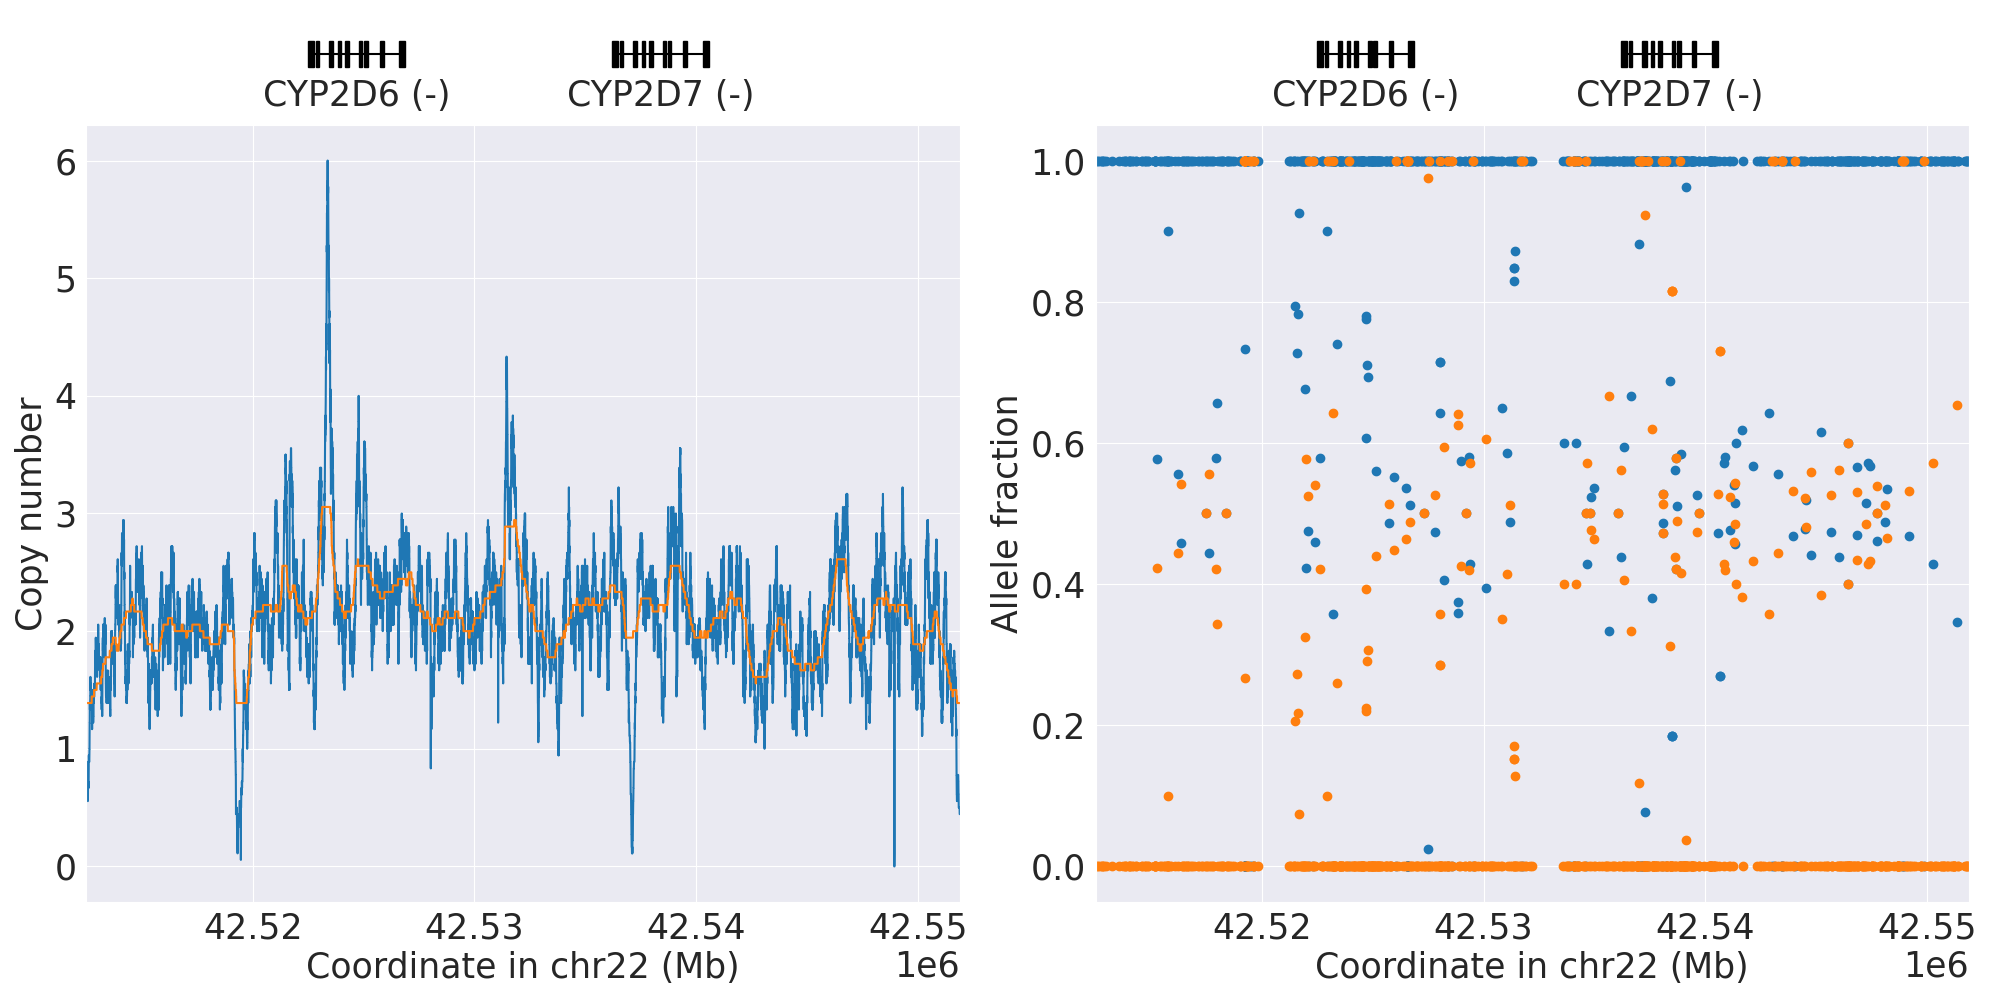 CYP2D6 (-) CYP2D7 (-)
Copy number
6
5
4
3
2
1
0
42.52 42.53 42.54 42.55
Coordinate in chr22 (Mb) 1e6
CYP2D6 (-) CYP2D7 (-)
Allele fraction
1.0
0.8
0.6
0.4
0.2
0.0
42.52 42.53 42.54 42.55
Coordinate in chr22 (Mb) 1e6